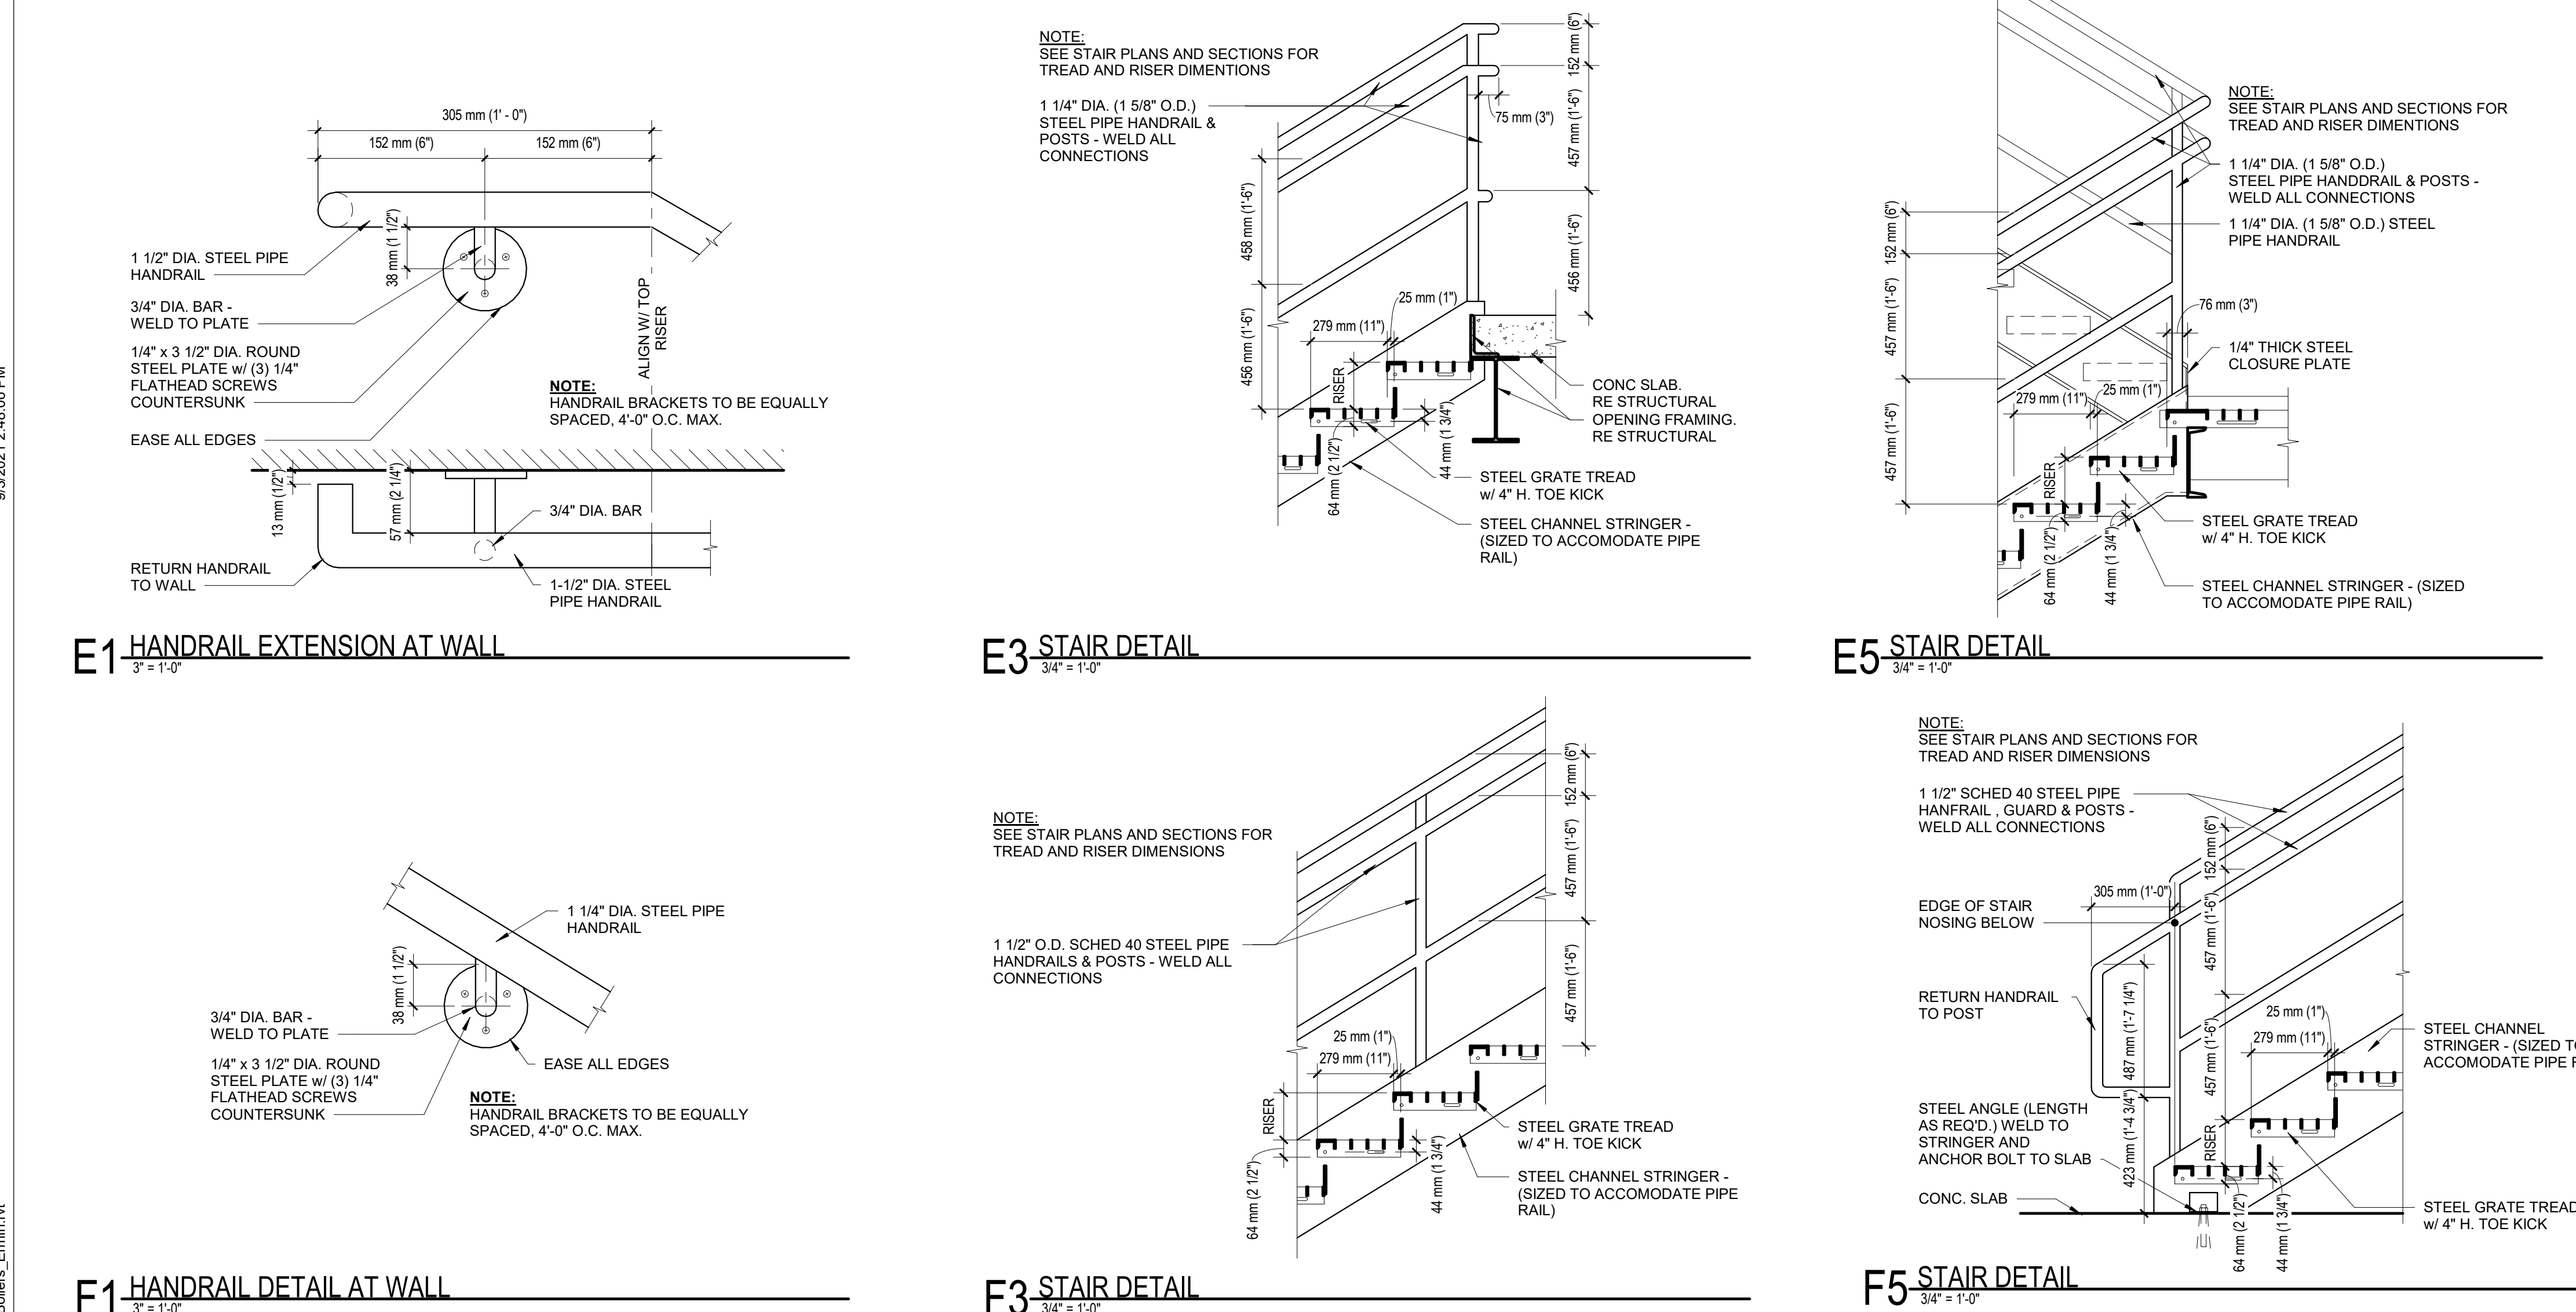 305 mm (1' - 0")
152 mm (6")
152 mm (6")
38 mm (1 1/2")
1 1/2" DIA. STEEL PIPE
HANDRAIL
3/4" DIA. BAR -
WELD TO PLATE
1/4" x 3 1/2" DIA. ROUND
STEEL PLATE w/ (3) 1/4"
FLATHEAD SCREWS
COUNTERSUNK
EASE ALL EDGES
ALIGN W/ TOP
RISER
NOTE:
HANDRAIL BRACKETS TO BE EQUALLY
SPACED, 4'-0" O.C. MAX.
13 mm (1/2")
57 mm (2 1/4")
3/4" DIA. BAR
RETURN HANDRAIL
TO WALL
1-1/2" DIA. STEEL
PIPE HANDRAIL
E1
HANDRAIL EXTENSION AT WALL
3" = 1'-0"
NOTE:
SEE STAIR PLANS AND SECTIONS FOR
TREAD AND RISER DIMENTIONS
1 1/4" DIA. (1 5/8" O.D.)
STEEL PIPE HANDRAIL &
POSTS - WELD ALL
CONNECTIONS
152 mm (6")
75 mm (3")
457 mm (1'-6")
456 mm (1'-6")
458 mm (1'-6")
456 mm (1'-6")
25 mm (1")
279 mm (11")
RISER
64 mm (2 1/2")
44 mm (1 3/4")
CONC SLAB.
RE STRUCTURAL
OPENING FRAMING.
RE STRUCTURAL
STEEL GRATE TREAD
w/ 4" H. TOE KICK
STEEL CHANNEL STRINGER -
(SIZED TO ACCOMODATE PIPE
RAIL)
E3
STAIR DETAIL
3/4" = 1'-0"
NOTE:
SEE STAIR PLANS AND SECTIONS FOR
TREAD AND RISER DIMENTIONS
1 1/4" DIA. (1 5/8" O.D.)
STEEL PIPE HANDDRAIL & POSTS -
WELD ALL CONNECTIONS
1 1/4" DIA. (1 5/8" O.D.) STEEL
PIPE HANDRAIL
152 mm (6")
457 mm (1'-6")
457 mm (1'-6")
76 mm (3")
1/4" THICK STEEL
CLOSURE PLATE
25 mm (1")
279 mm (11")
RISER
64 mm (2 1/2")
44 mm (1 3/4")
STEEL GRATE TREAD
w/ 4" H. TOE KICK
STEEL CHANNEL STRINGER - (SIZED
TO ACCOMODATE PIPE RAIL)
E5
STAIR DETAIL
3/4" = 1'-0"
1 1/4" DIA. STEEL PIPE
HANDRAIL
38 mm (1 1/2")
3/4" DIA. BAR -
WELD TO PLATE
1/4" x 3 1/2" DIA. ROUND
STEEL PLATE w/ (3) 1/4"
FLATHEAD SCREWS
COUNTERSUNK
EASE ALL EDGES
NOTE:
HANDRAIL BRACKETS TO BE EQUALLY
SPACED, 4'-0" O.C. MAX.
F1
HANDRAIL DETAIL AT WALL
3" = 1'-0"
NOTE:
SEE STAIR PLANS AND SECTIONS FOR
TREAD AND RISER DIMENSIONS
1 1/2" O.D. SCHED 40 STEEL PIPE
HANDRAILS & POSTS - WELD ALL
CONNECTIONS
152 mm (6")
457 mm (1'-6")
457 mm (1'-6")
25 mm (1")
279 mm (11")
RISER
64 mm (2 1/2")
44 mm (1 3/4")
STEEL GRATE TREAD
w/ 4" H. TOE KICK
STEEL CHANNEL STRINGER -
(SIZED TO ACCOMODATE PIPE
RAIL)
F3
STAIR DETAIL
3/4" = 1'-0"
NOTE:
SEE STAIR PLANS AND SECTIONS FOR
TREAD AND RISER DIMENSIONS
1 1/2" SCHED 40 STEEL PIPE
HANFRAIL , GUARD & POSTS -
WELD ALL CONNECTIONS
152 mm (6")
305 mm (1'-0")
457 mm (1'-6")
457 mm (1'-6")
EDGE OF STAIR
NOSING BELOW
RETURN HANDRAIL
TO POST
487 mm (1'-7 1/4")
423 mm (1'-4 3/4")
25 mm (1")
279 mm (11")
STEEL CHANNEL
STRINGER - (SIZED
ACCOMODATE PIPE
STEEL ANGLE (LENGTH
AS REQ'D.) WELD TO
STRINGER AND
ANCHOR BOLT TO SLAB
RISER
CONC. SLAB
64 mm (2 1/2")
44 mm (1 3/4")
STEEL GRATE TREAD
w/ 4" H. TOE KICK
F5
STAIR DETAIL
3/4" = 1'-0"